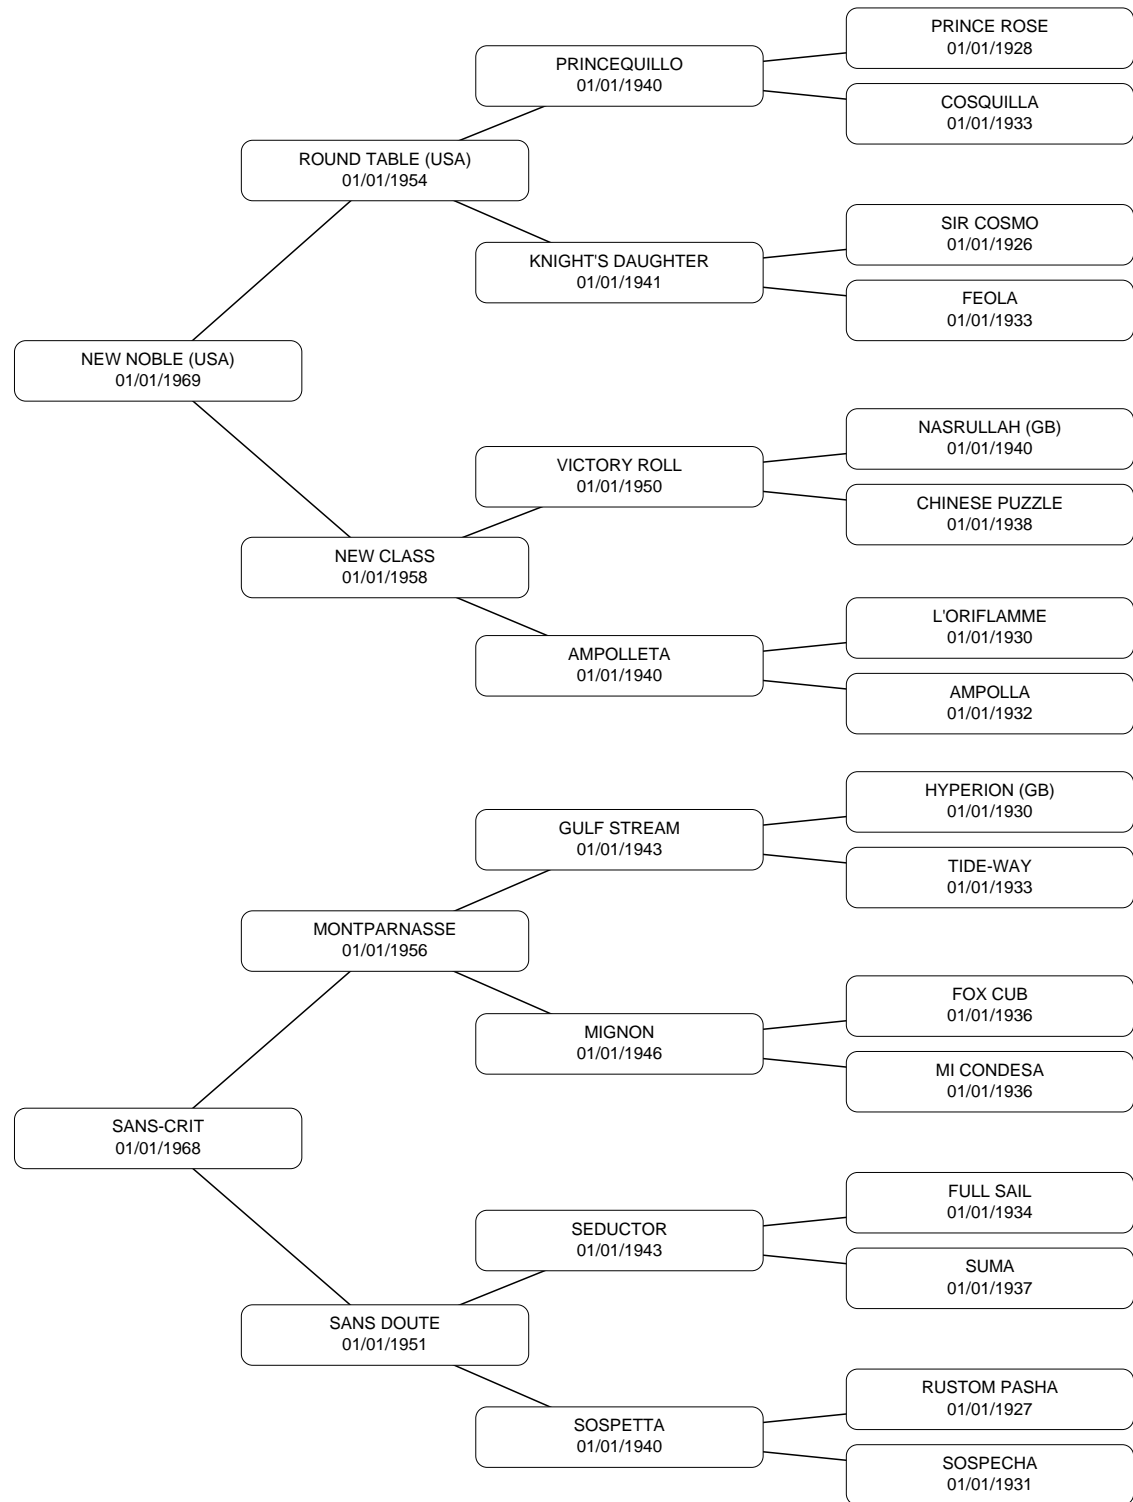 PRINCE ROSE
01/01/1928
PRINCEQUILLO
01/01/1940
COSQUILLA
01/01/1933
ROUND TABLE (USA)
01/01/1954
SIR COSMO
01/01/1926
KNIGHT'S DAUGHTER
01/01/1941
FEOLA
01/01/1933
NEW NOBLE (USA)
01/01/1969
NASRULLAH (GB)
01/01/1940
VICTORY ROLL
01/01/1950
CHINESE PUZZLE
01/01/1938
NEW CLASS
01/01/1958
L'ORIFLAMME
01/01/1930
AMPOLLETA
01/01/1940
AMPOLLA
01/01/1932
HYPERION (GB)
01/01/1930
GULF STREAM
01/01/1943
TIDE-WAY
01/01/1933
MONTPARNASSE
01/01/1956
FOX CUB
01/01/1936
MIGNON
01/01/1946
MI CONDESA
01/01/1936
SANS-CRIT
01/01/1968
FULL SAIL
01/01/1934
SEDUCTOR
01/01/1943
SUMA
01/01/1937
SANS DOUTE
01/01/1951
RUSTOM PASHA
01/01/1927
SOSPETTA
01/01/1940
SOSPECHA
01/01/1931